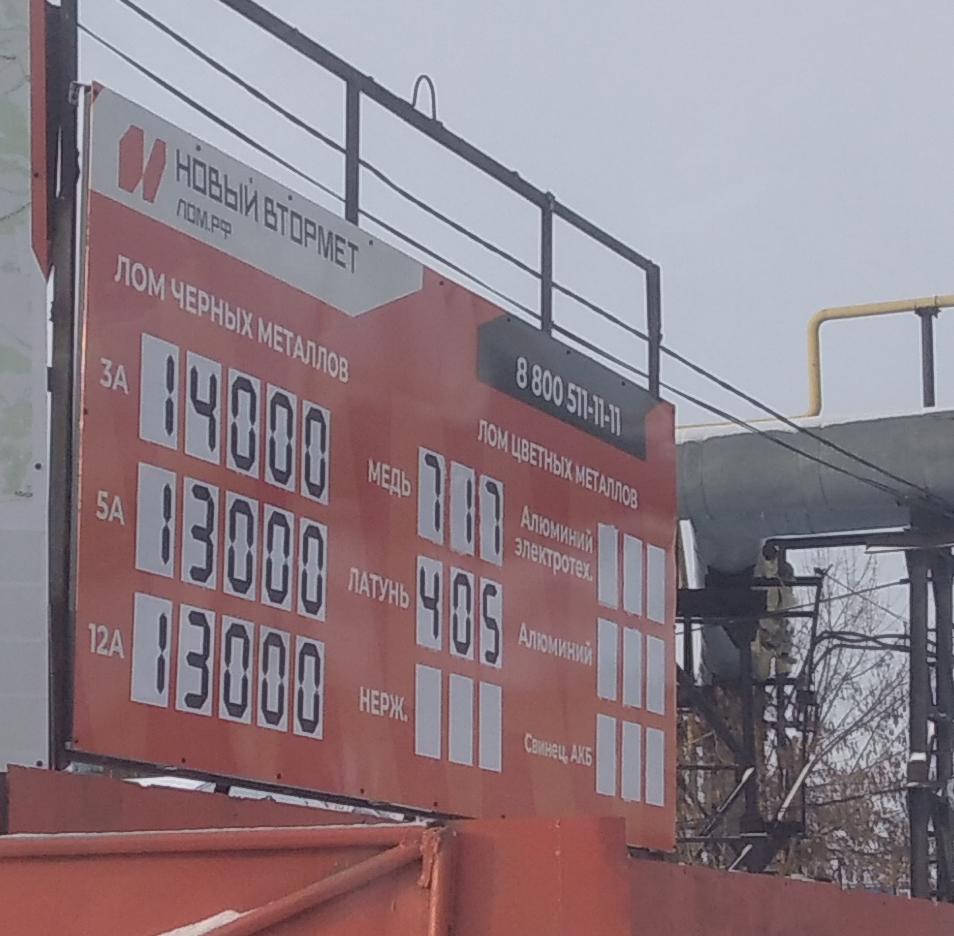 НОВЫЙ ВТОРМЕТ
ЛОМ.РФ
8 800 511-11-11
ЛОМ ЧЕРНЫХ МЕТАЛЛОВ
3А 14000
5А 13000
12А 13000
ЛОМ ЦВЕТНЫХ МЕТАЛЛОВ
МЕДЬ 717
ЛАТУНЬ 405
НЕРЖ.
Алюминий
электротех.
Алюминий
Свинец, АКБ